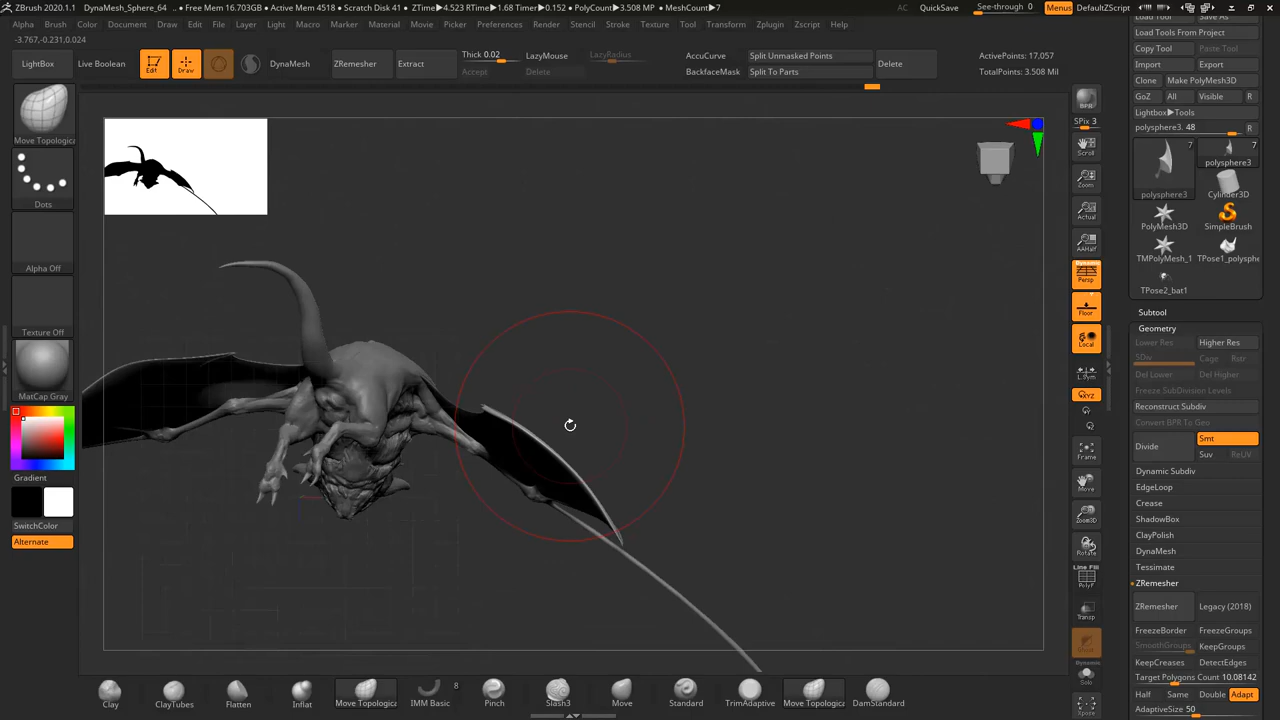 ZBrush 2020.1.1 DynaMesh_Sphere_64 .. • Free Mem 16.703GB • Active Mem 4518 • Scratch Disk 41 • ZTime▶4.523 RTime▶1.68 Timer▶0.152 • PolyCount▶3.508 MP • MeshCount▶7 AC QuickSave See-through 0 Menus DefaultZScript
Alpha Brush Color Document Draw Edit File Layer Light Macro Marker Material Movie Picker Preferences Render Stencil Stroke Texture Tool Transform Zplugin Zscript Help
-3.767,-0.231,0.024
LightBox Live Boolean Edit Draw DynaMesh ZRemesher Extract Thick 0.02 LazyMouse LazyRadius AccuCurve Split Unmasked Points ActivePoints: 17,057
Accept Delete BackfaceMask Split To Parts Delete TotalPoints: 3.508 Mil
Move Topologica
Dots
Alpha Off
Texture Off
MatCap Gray
Gradient
SwitchColor
Alternate
BPR
SPix 3
Scroll
Zoom
Actual
AAHalf
Dynamic
Persp
Floor
Local
L.Sym
XYZ
Frame
Move
Zoom3D
Rotate
Line Fill
PolyF
Transp
Ghost
Dynamic
Solo
Xpose
Load Tool Save As
Load Tools From Project
Copy Tool Paste Tool
Import Export
Clone Make PolyMesh3D
GoZ All Visible R
Lightbox▶Tools
polysphere3. 48 R
7 7
polysphere3
polysphere3 Cylinder3D
PolyMesh3D SimpleBrush
TMPolyMesh_1 TPose1_polysphe
TPose2_bat1
Subtool
Geometry
Lower Res Higher Res
SDiv Cage Rstr
Del Lower Del Higher
Freeze SubDivision Levels
Reconstruct Subdiv
Convert BPR To Geo
Divide Smt
Suv ReUV
Dynamic Subdiv
EdgeLoop
Crease
ShadowBox
ClayPolish
DynaMesh
Tessimate
ZRemesher
ZRemesher Legacy (2018)
FreezeBorder FreezeGroups
SmoothGroups KeepGroups
KeepCreases DetectEdges
Target Polygons Count 10.08142
Half Same Double Adapt
AdaptiveSize 50
8
Clay ClayTubes Flatten Inflat Move Topologica IMM Basic Pinch Slash3 Move Standard TrimAdaptive Move Topologica DamStandard